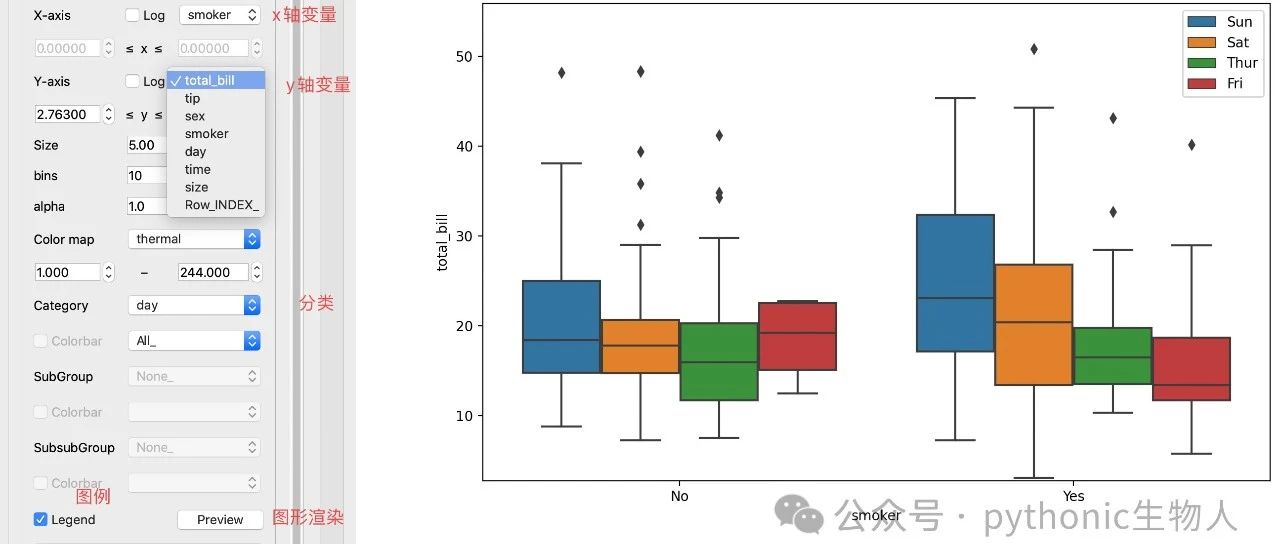 X-axis Log smoker x轴变量
0.00000 ≤ x ≤ 0.00000
Y-axis Log total_bill y轴变量
tip
2.76300 ≤ y ≤ sex
smoker
Size 5.00 day
time
bins 10 size
alpha 1.0 Row_INDEX_
Color map thermal
1.000 – 244.000
Category day 分类
Colorbar All_
SubGroup None_
Colorbar
SubsubGroup None_
Colorbar
图例
Legend Preview 图形渲染
Sun
Sat
Thur
Fri
50
40
30
20
10
total_bill
No Yes
smoker
公众号 · pythonic生物人